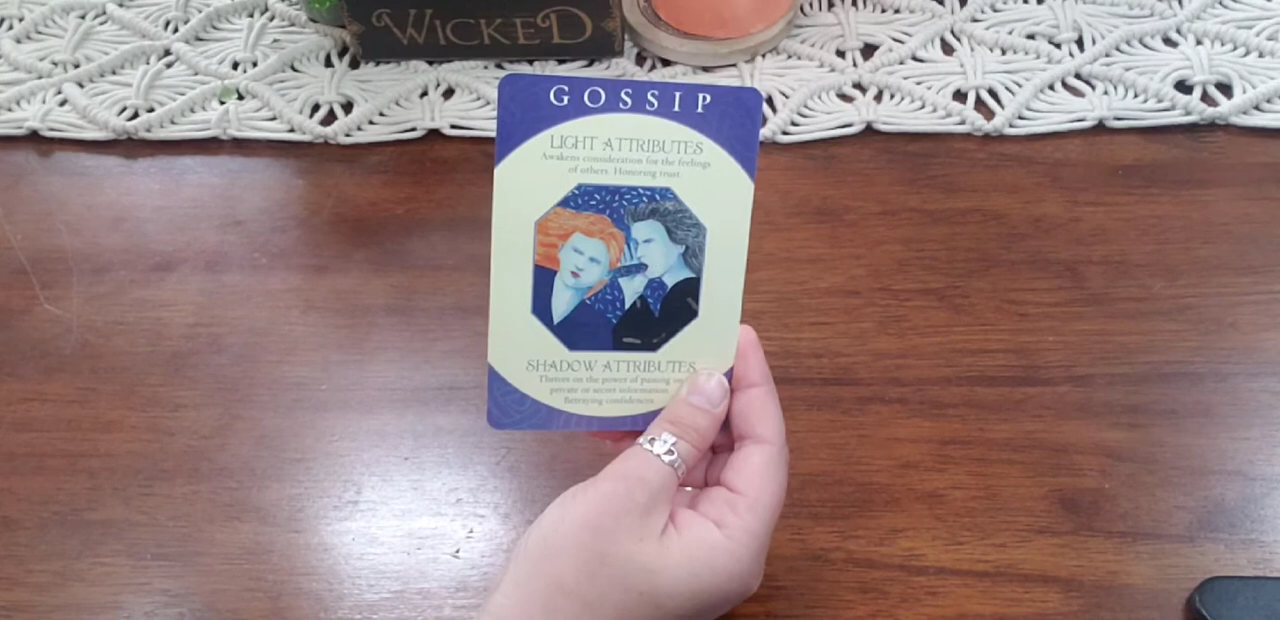 WICKED
GOSSIP
LIGHT ATTRIBUTES
Awakens consideration for the feelings
of others. Honoring trust.
SHADOW ATTRIBUTES
Thrives on the power of passing on
private or secret information.
Betraying confidences.